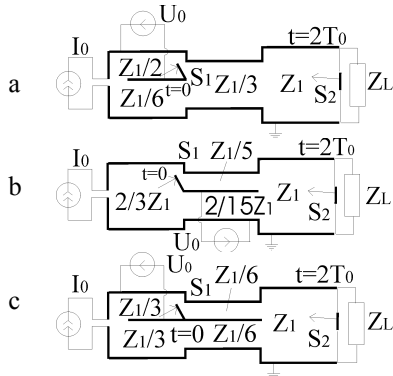 U0
I0
t=2T0
Z1/2
S1
a
Z1/6
t=0
Z1/3
Z1
S2
ZL
I0
S1
Z1/5
t=2T0
t=0
b
2/3Z1
2/15Z1
Z1
S2
ZL
U0
U0
I0
S1
Z1/6
t=2T0
c
Z1/3
Z1
S2
ZL
Z1/3
t=0
Z1/6